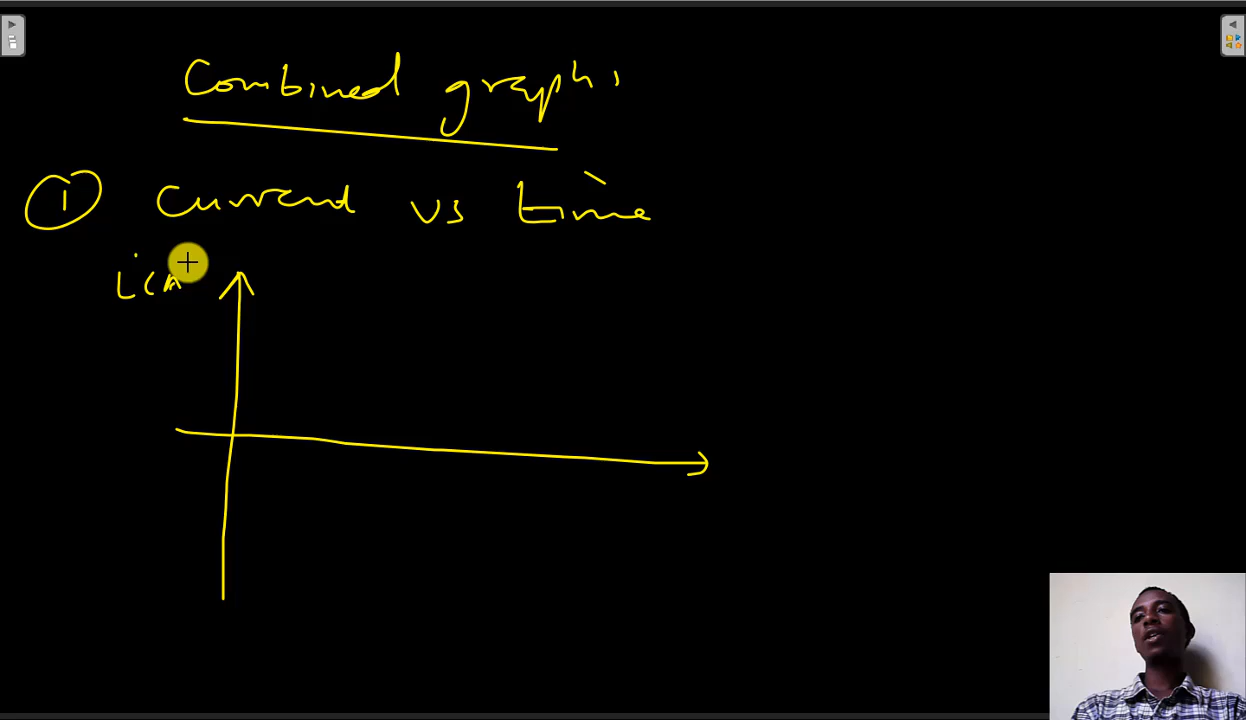 Combined graphs
① Current vs time
i(A